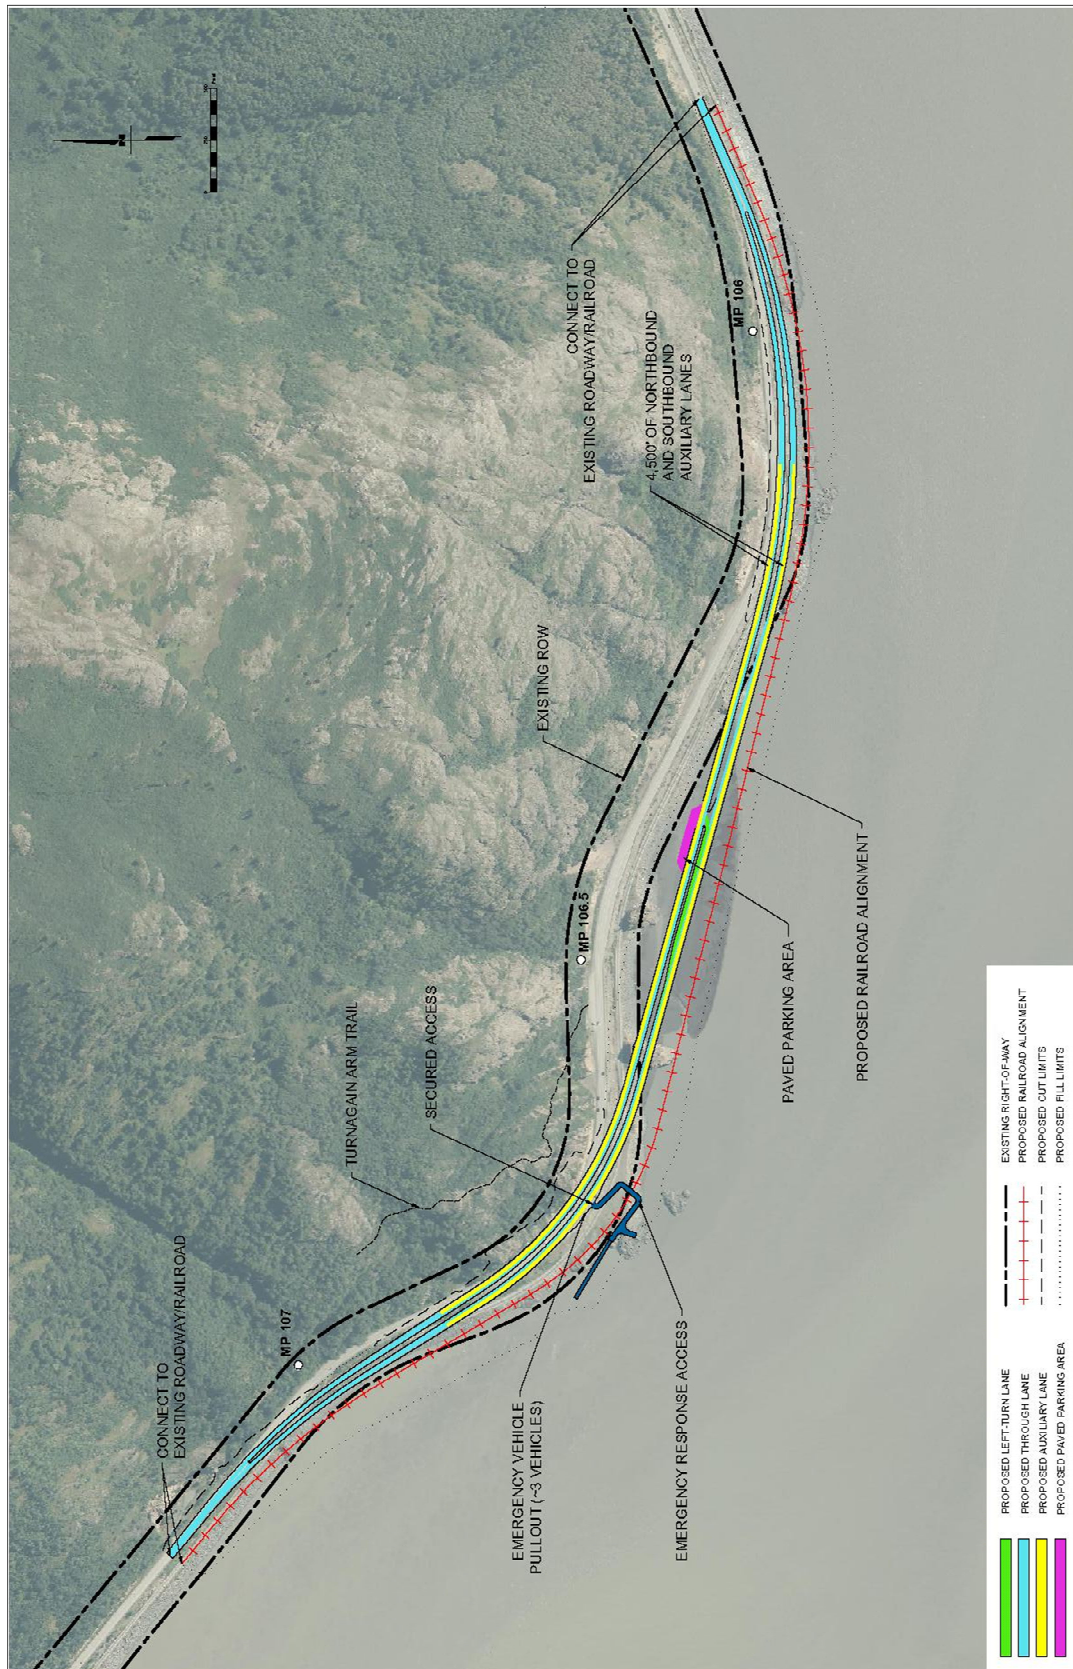 CONNECT TO
EXISTING ROADWAY/RAILROAD
MP 107
TURNAGAIN ARM TRAIL
SECURED ACCESS
EMERGENCY VEHICLE
PULLOUT (~3 VEHICLES)
EMERGENCY RESPONSE ACCESS
MP 106.5
EXISTING ROW
PAVED PARKING AREA
PROPOSED RAILROAD ALIGNMENT
4,500' OF NORTHBOUND
AND SOUTHBOUND
AUXILIARY LANES
CONNECT TO
EXISTING ROADWAY/RAILROAD
MP 106
PROPOSED LEFT-TURN LANE
PROPOSED THROUGH LANE
PROPOSED AUXILIARY LANE
PROPOSED PAVED PARKING AREA
EXISTING RIGHT-OF-WAY
PROPOSED RAILROAD ALIGNMENT
PROPOSED CUT LIMITS
PROPOSED FILL LIMITS